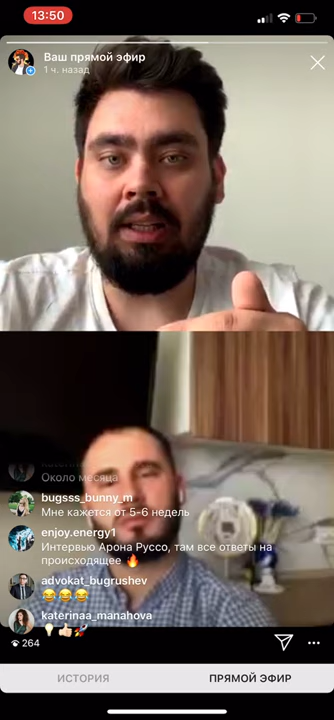 13:50
Ваш прямой эфир
1 ч. назад
Около месяца
bugsss_bunny_m
Мне кажется от 5-6 недель
enjoy.energy1
Интервью Арона Руссо, там все ответы на
происходящее 🔥
advokat_bugrushev
😂😂😂
katerinaa_manahova
💡👍🏻🚀
264
ИСТОРИЯ
ПРЯМОЙ ЭФИР